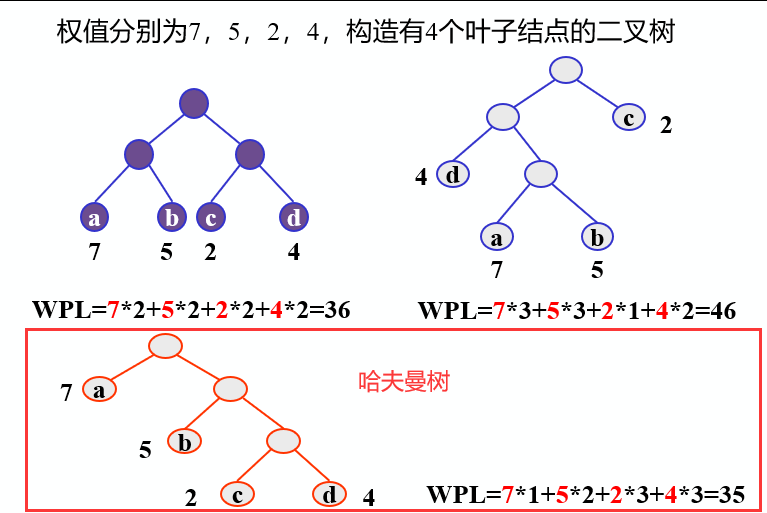 权值分别为7，5，2，4，构造有4个叶子结点的二叉树
c 2
4 d
a b c d
7 5 2 4
a b
7 5
WPL=7*2+5*2+2*2+4*2=36
WPL=7*3+5*3+2*1+4*2=46
7 a
哈夫曼树
5 b
2 c d 4
WPL=7*1+5*2+2*3+4*3=35